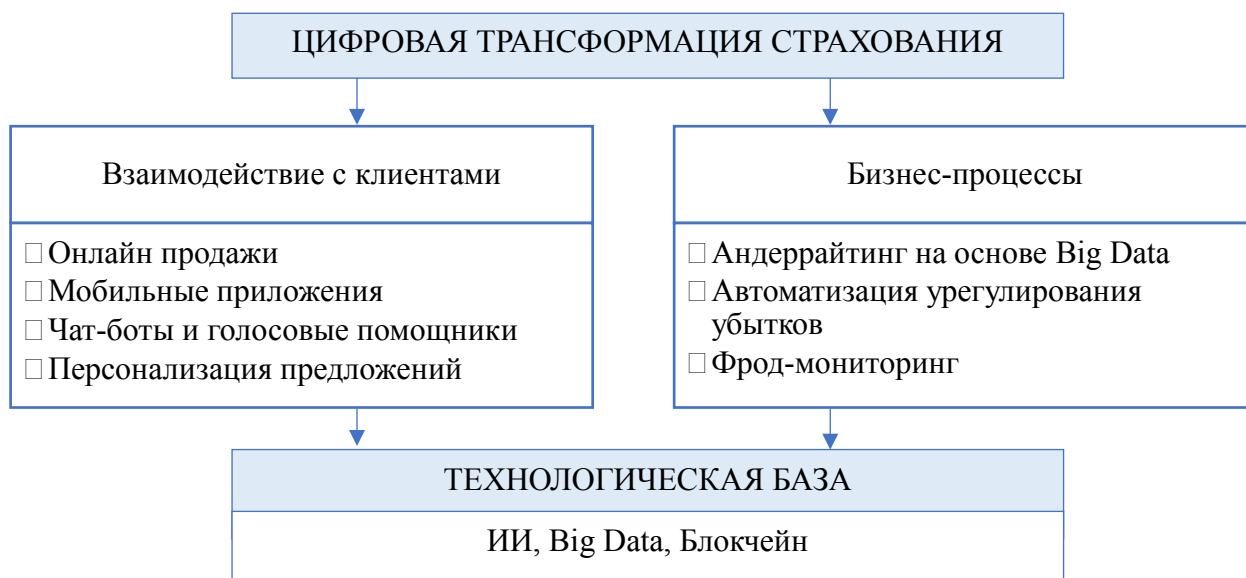 ЦИФРОВАЯ ТРАНСФОРМАЦИЯ СТРАХОВАНИЯ
Взаимодействие с клиентами
Онлайн продажи
Мобильные приложения
Чат-боты и голосовые помощники
Персонализация предложений
Бизнес-процессы
Андеррайтинг на основе Big Data
Автоматизация урегулирования
убытков
Фрод-мониторинг
ТЕХНОЛОГИЧЕСКАЯ БАЗА
ИИ, Big Data, Блокчейн